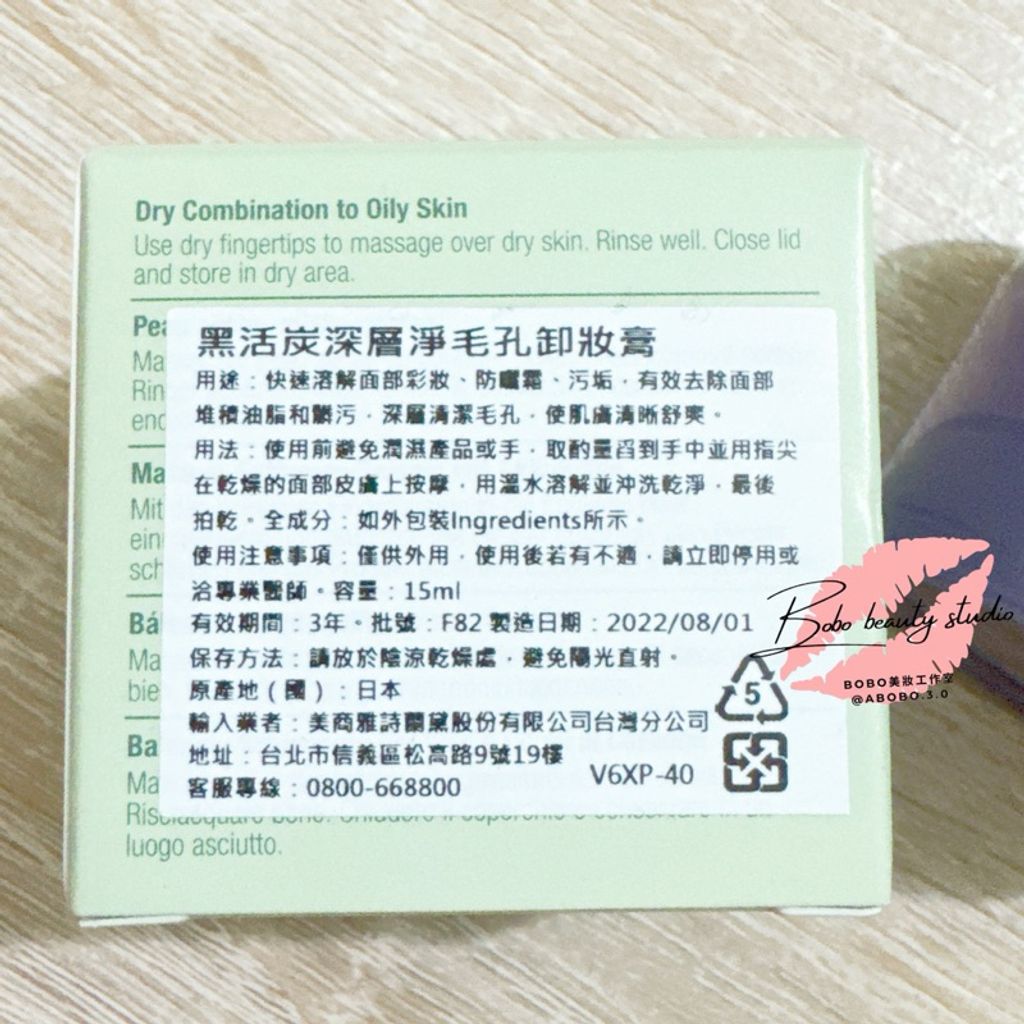 Dry Combination to Oily Skin
Use dry fingertips to massage over dry skin. Rinse well. Close lid
and store in dry area.
黑活炭深層淨毛孔卸妝膏
用途：快速溶解面部彩妝、防曬霜、污垢，有效去除面部
堆積油脂和髒污，深層清潔毛孔，使肌膚清晰舒爽。
用法：使用前避免潤濕產品或手，取酌量舀到手中並用指尖
在乾燥的面部皮膚上按摩，用溫水溶解並沖洗乾淨，最後
拍乾。全成分：如外包裝Ingredients所示。
使用注意事項：僅供外用，使用後若有不適，請立即停用或
洽專業醫師。容量：15ml
有效期間：3年。批號：F82 製造日期：2022/08/01
保存方法：請放於陰涼乾燥處，避免陽光直射。
原產地（國）：日本
輸入業者：美商雅詩蘭黛股份有限公司台灣分公司
地址：台北市信義區松高路9號19樓
客服專線：0800-668800
V6XP-40
5
luogo asciutto.
Bobo beauty studio
BOBO美妝工作室
@ABOBO.3.0